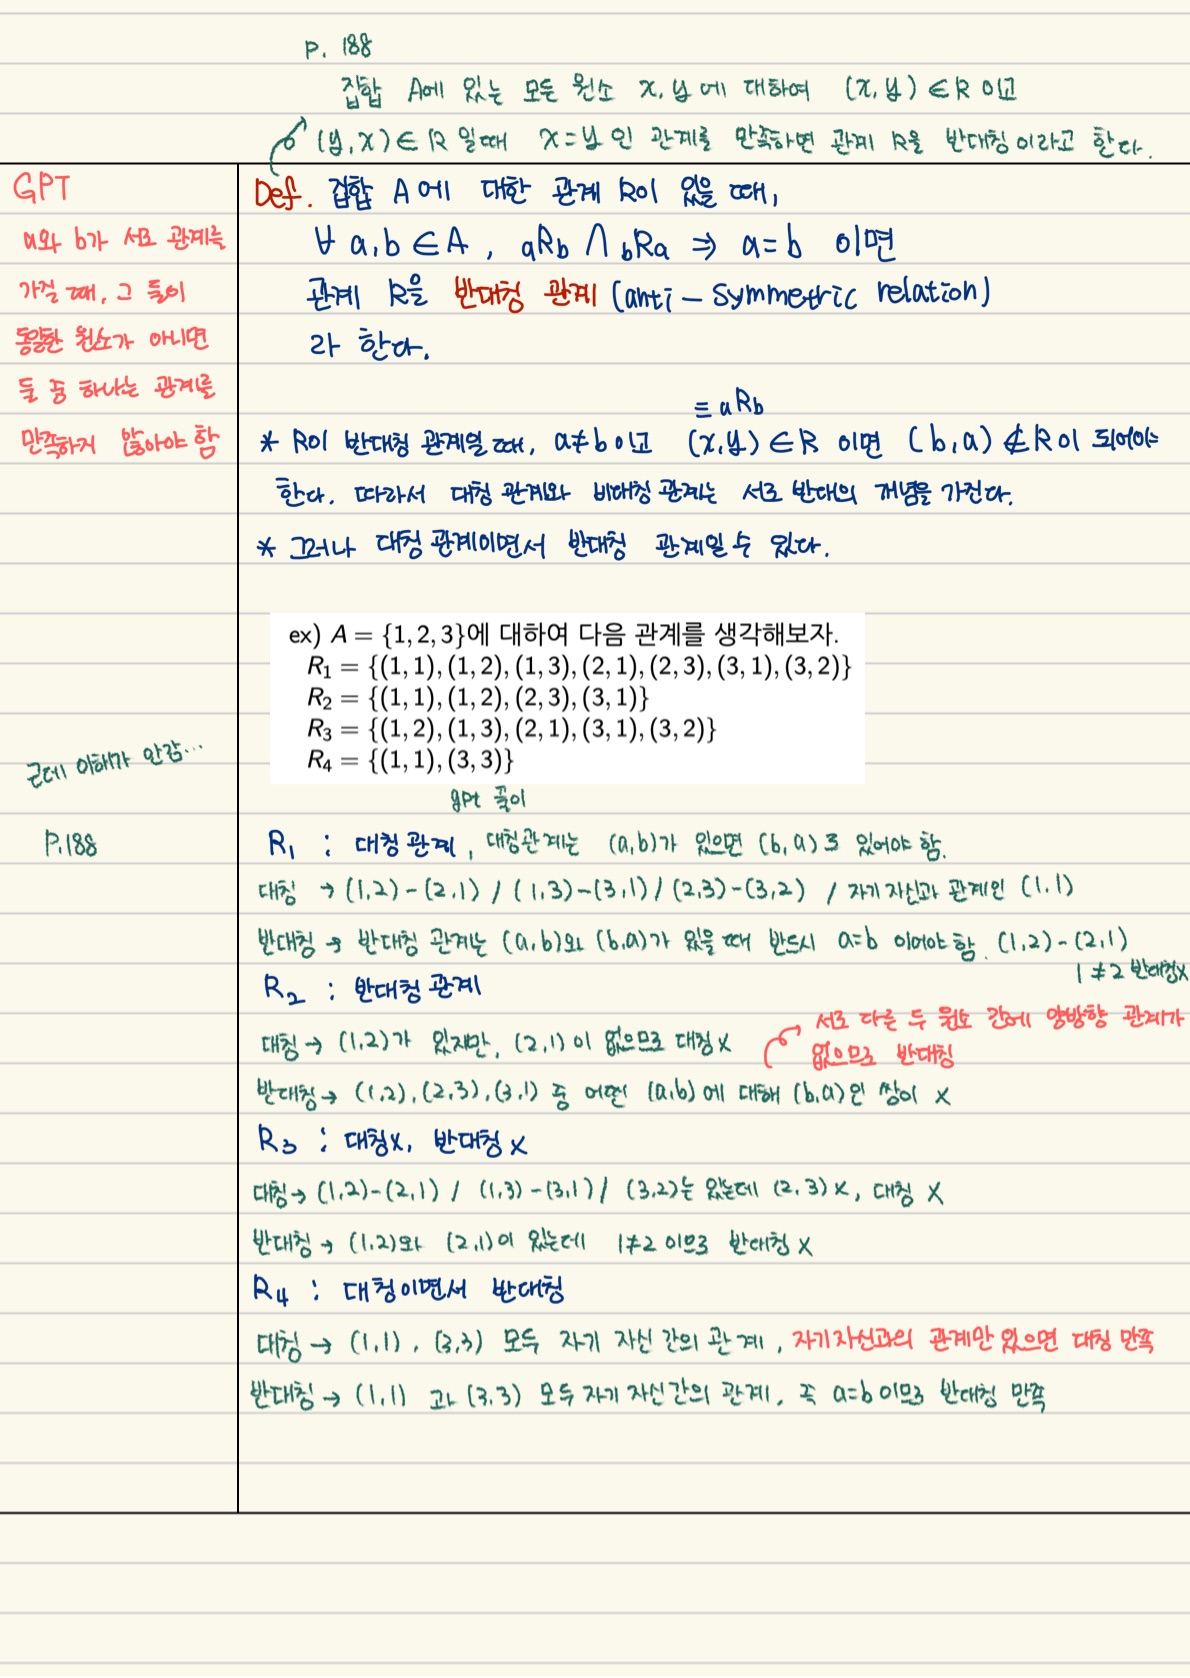 P. 188
집합 A에 있는 모든 원소 x, y에 대하여 (x, y) ∈ R 이고
(y, x) ∈ R 일때 x = y 인 관계를 만족하면 관계 R을 반대칭이라고 한다.
GPT
a와 b가 서로 관계를
가질 때, 그 둘이
동일한 원소가 아니면
둘 중 하나는 관계를
만족하지 않아야 함
Def. 집합 A에 대한 관계 R이 있을 때,
∀ a, b ∈ A, aRb ∧ bRa ⇒ a = b 이면
관계 R을 반대칭 관계 (anti - symmetric relation)
라 한다.
≡ aRb
* R이 반대칭 관계일 때, a≠b 이고 (x, y) ∈ R 이면 (b, a) ∉ R이 되어야
한다. 따라서 대칭 관계와 비대칭 관계는 서로 반대의 개념을 가진다.
* 그러나 대칭 관계이면서 반대칭 관계일 수 있다.
ex) A = {1, 2, 3}에 대하여 다음 관계를 생각해보자.
R₁ = {(1, 1), (1, 2), (1, 3), (2, 1), (2, 3), (3, 1), (3, 2)}
R₂ = {(1, 1), (1, 2), (2, 3), (3, 1)}
R₃ = {(1, 2), (1, 3), (2, 1), (3, 1), (3, 2)}
R₄ = {(1, 1), (3, 3)}
근데 이해가 안감...
gpt 풀이
P.188
R₁ : 대칭 관계, 대칭관계는 (a, b)가 있으면 (b, a)도 있어야 함.
대칭 → (1,2) - (2,1) / (1,3) - (3,1) / (2,3) - (3,2) / 자기 자신과 관계인 (1,1)
반대칭 → 반대칭 관계는 (a,b)와 (b,a)가 있을 때 반드시 a=b 이어야 함. (1,2) - (2,1)
1 ≠ 2 반대칭x
R₂ : 반대칭 관계
서로 다른 두 원소 간에 양방향 관계가
없으므로 반대칭
대칭 → (1,2)가 있지만, (2,1)이 없으므로 대칭 x
반대칭 → (1,2), (2,3), (3,1) 중 어떤 (a,b)에 대해 (b,a)인 쌍이 x
R₃ : 대칭x, 반대칭 x
대칭 → (1,2) - (2,1) / (1,3) - (3,1) / (3,2)는 있는데 (2,3) x, 대칭 x
반대칭 → (1,2)와 (2,1)이 있는데 1≠2 이므로 반대칭 x
R₄ : 대칭이면서 반대칭
대칭 → (1,1), (3,3) 모두 자기 자신 간의 관계, 자기자신과의 관계만 있으면 대칭 만족
반대칭 → (1,1) 과 (3,3) 모두 자기 자신간의 관계, 즉 a=b 이므로 반대칭 만족